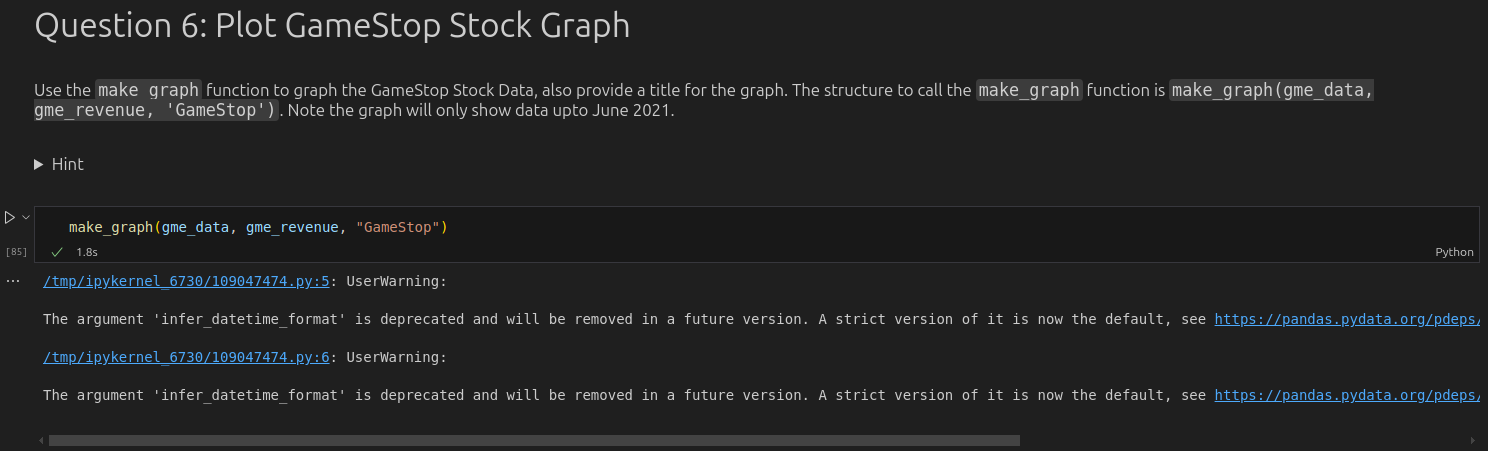 Question 6: Plot GameStop Stock Graph
Use the make_graph function to graph the GameStop Stock Data, also provide a title for the graph. The structure to call the make_graph function is make_graph(gme_data,
gme_revenue, 'GameStop'). Note the graph will only show data upto June 2021.
Hint
make_graph(gme_data, gme_revenue, "GameStop")
[85]
1.8s
Python
/tmp/ipykernel_6730/109047474.py:5: UserWarning:
The argument 'infer_datetime_format' is deprecated and will be removed in a future version. A strict version of it is now the default, see https://pandas.pydata.org/pdeps/
/tmp/ipykernel_6730/109047474.py:6: UserWarning:
The argument 'infer_datetime_format' is deprecated and will be removed in a future version. A strict version of it is now the default, see https://pandas.pydata.org/pdeps/